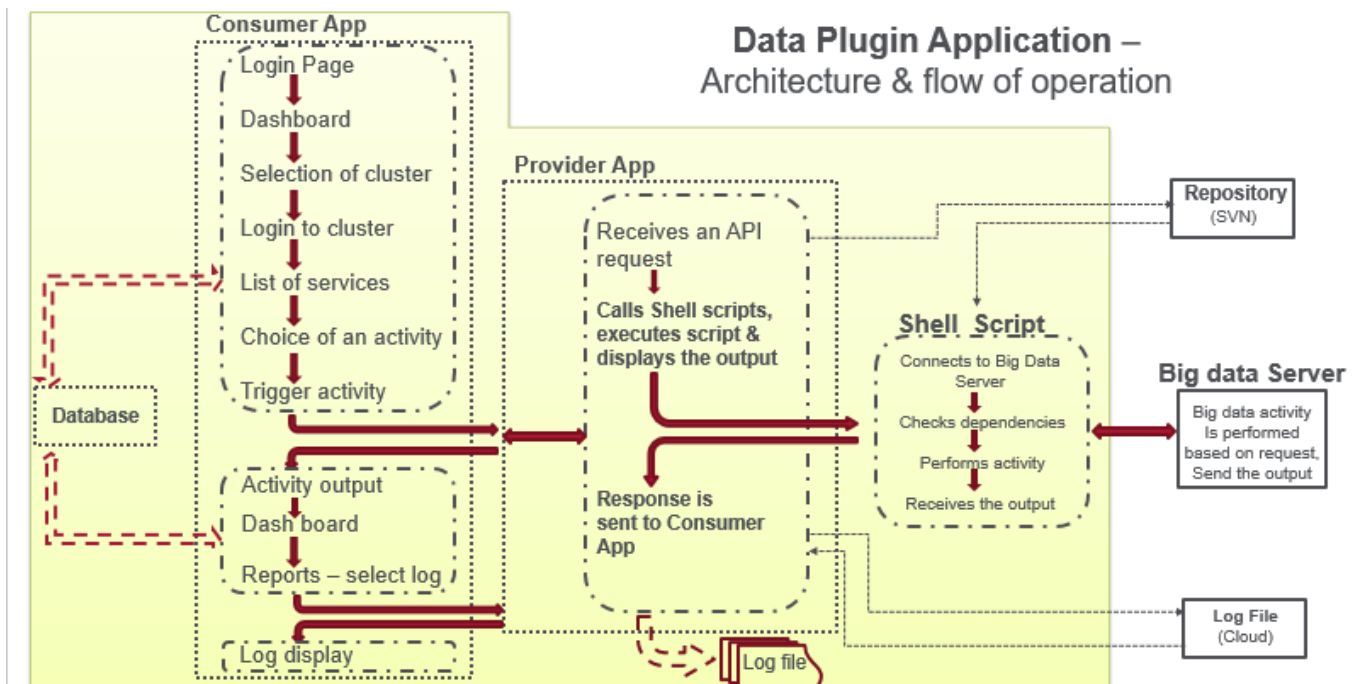 Consumer App
Data Plugin Application –
Architecture & flow of operation
Login Page
Dashboard
Selection of cluster
Login to cluster
List of services
Choice of an activity
Trigger activity
Database
Activity output
Dash board
Reports – select log
Log display
Provider App
Receives an API
request
Calls Shell scripts,
executes script &
displays the output
Response is
sent to Consumer
App
Log file
Repository
(SVN)
Shell Script
Connects to Big Data
Server
Checks dependencies
Performs activity
Receives the output
Big data Server
Big data activity
Is performed
based on request,
Send the output
Log File
(Cloud)